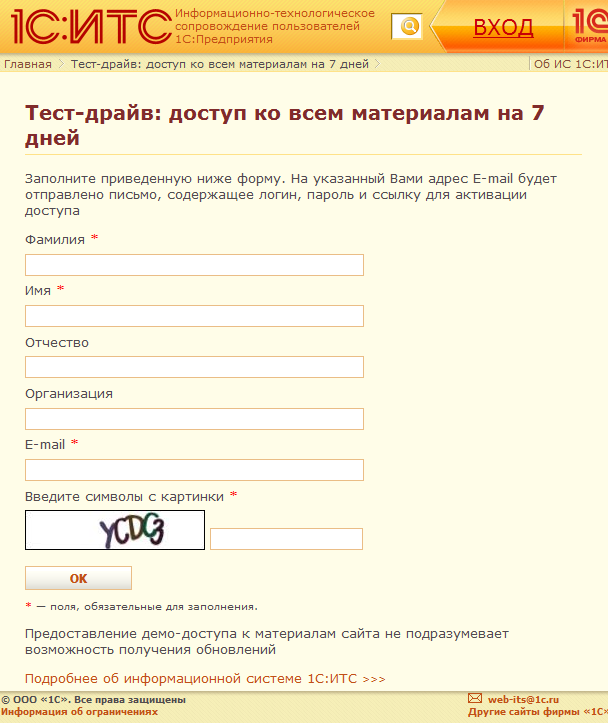 1С:ИТС
Информационно-технологическое
сопровождение пользователей
1С:Предприятия
ВХОД
1С
ФИРМА
Главная Тест-драйв: доступ ко всем материалам на 7 дней Об ИС 1С:ИТ
Тест-драйв: доступ ко всем материалам на 7
дней
Заполните приведенную ниже форму. На указанный Вами адрес E-mail будет
отправлено письмо, содержащее логин, пароль и ссылку для активации
доступа
Фамилия *
Имя *
Отчество
Организация
E-mail *
Введите символы с картинки *
YCDG3
OK
* — поля, обязательные для заполнения.
Предоставление демо-доступа к материалам сайта не подразумевает
возможность получения обновлений
Подробнее об информационной системе 1С:ИТС >>>
© ООО «1С». Все права защищены web-its@1c.ru
Информация об ограничениях Другие сайты фирмы «1С»